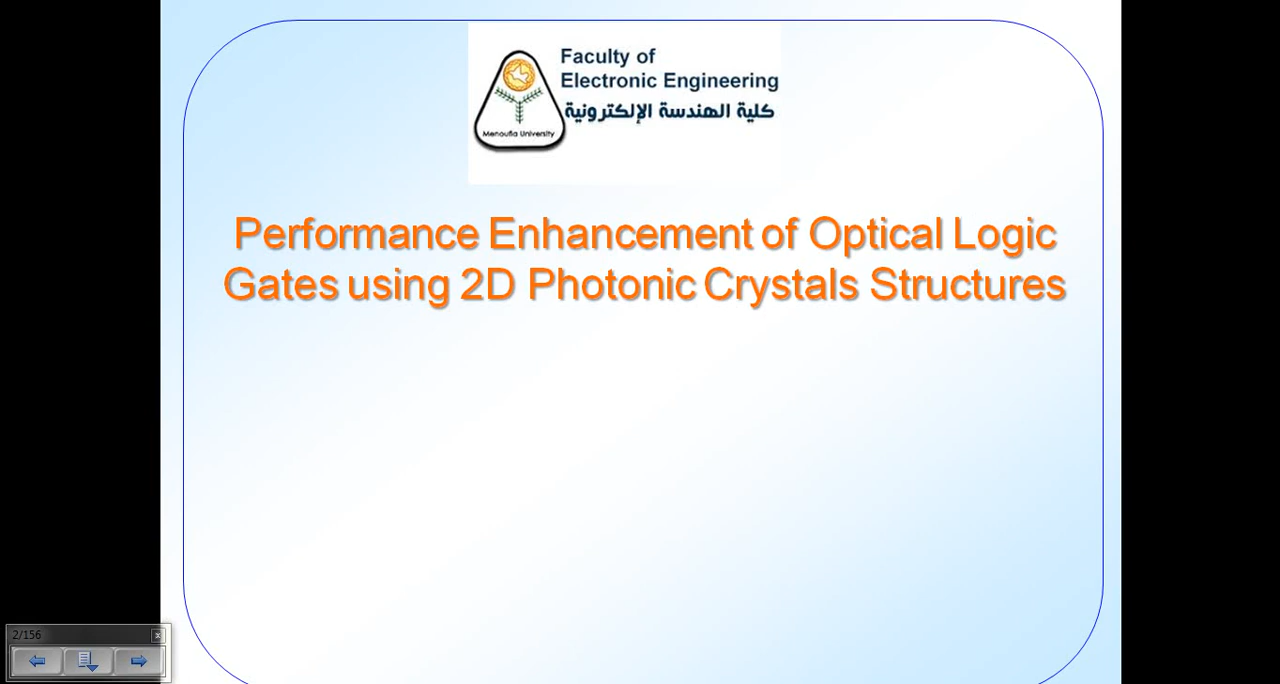 Faculty of
Electronic Engineering
كلية الهندسة الإلكترونية
Menoufia University
Performance Enhancement of Optical Logic
Gates using 2D Photonic Crystals Structures
2/156
x